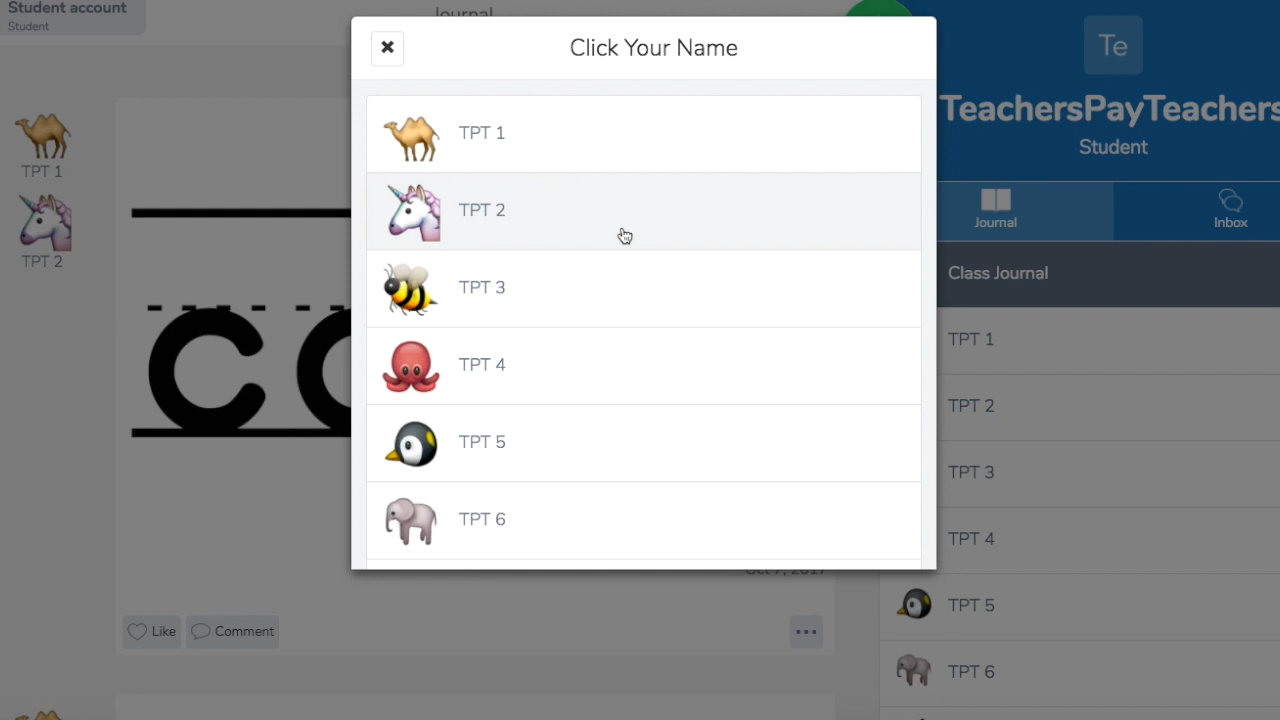 Student account
Student
Journal
TPT 1
TPT 2
Click Your Name
TPT 1
TPT 2
TPT 3
TPT 4
TPT 5
TPT 6
Like
Comment
Te
TeachersPayTeachers
Student
Journal
Inbox
Class Journal
TPT 1
TPT 2
TPT 3
TPT 4
TPT 5
TPT 6